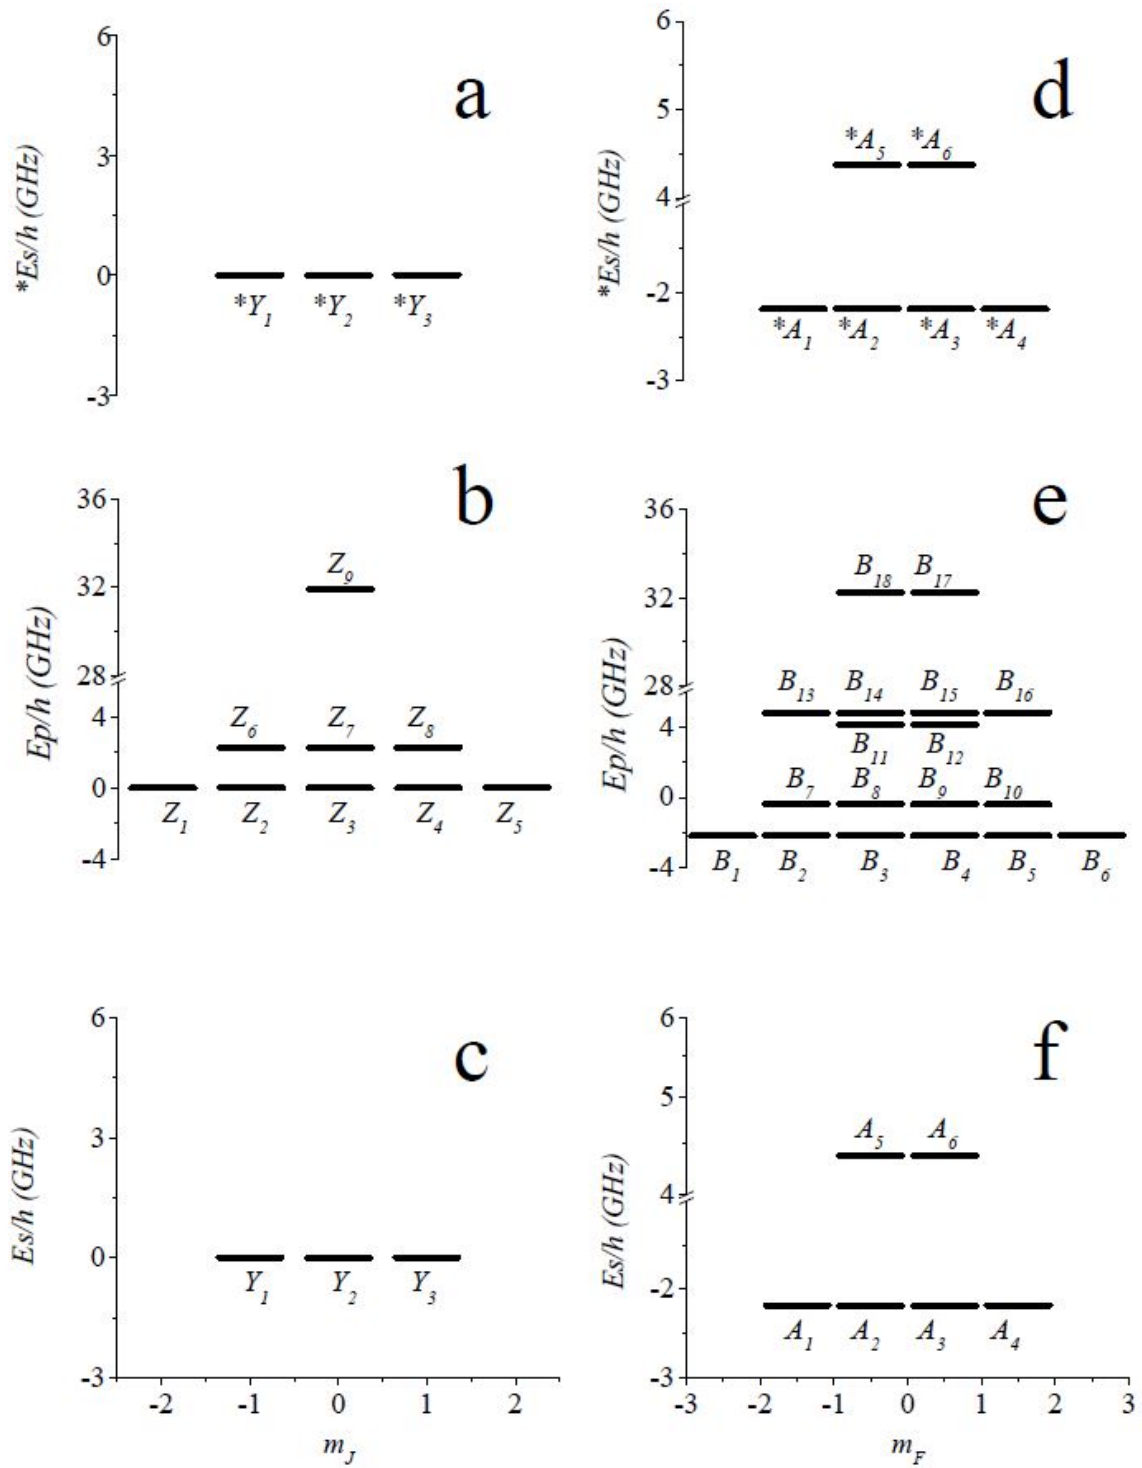 a
*Es/h (GHz)
6
3
0
-3
*Y1 *Y2 *Y3
d
*Es/h (GHz)
6
5
4
-2
-3
*A5 *A6
*A1 *A2 *A3 *A4
b
Ep/h (GHz)
36
32
28
4
0
-4
Z9
Z6 Z7 Z8
Z1 Z2 Z3 Z4 Z5
e
Ep/h (GHz)
36
32
28
4
0
-4
B18 B17
B13 B14 B15 B16
B11 B12
B7 B8 B9 B10
B1 B2 B3 B4 B5 B6
c
Es/h (GHz)
6
3
0
-3
Y1 Y2 Y3
-2 -1 0 1 2
mJ
f
Es/h (GHz)
6
5
4
-2
-3
A5 A6
A1 A2 A3 A4
-3 -2 -1 0 1 2 3
mF